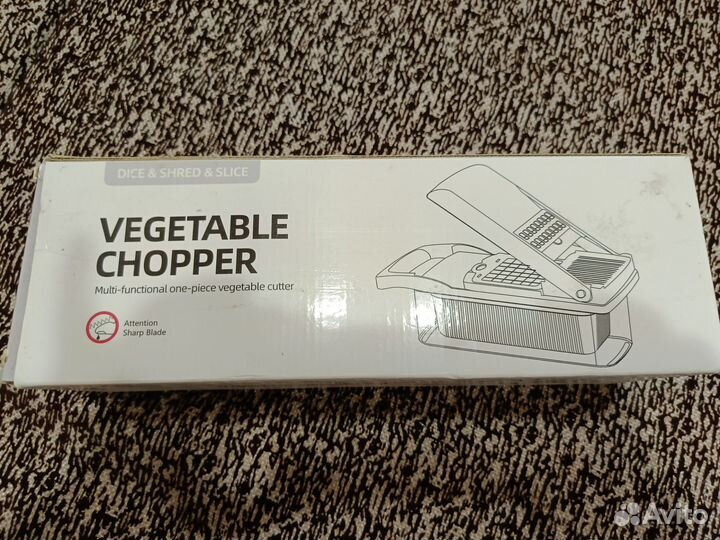 DICE & SHRED & SLICE
VEGETABLE
CHOPPER
Multi-functional one-piece vegetable cutter
Attention
Sharp Blade
Avito